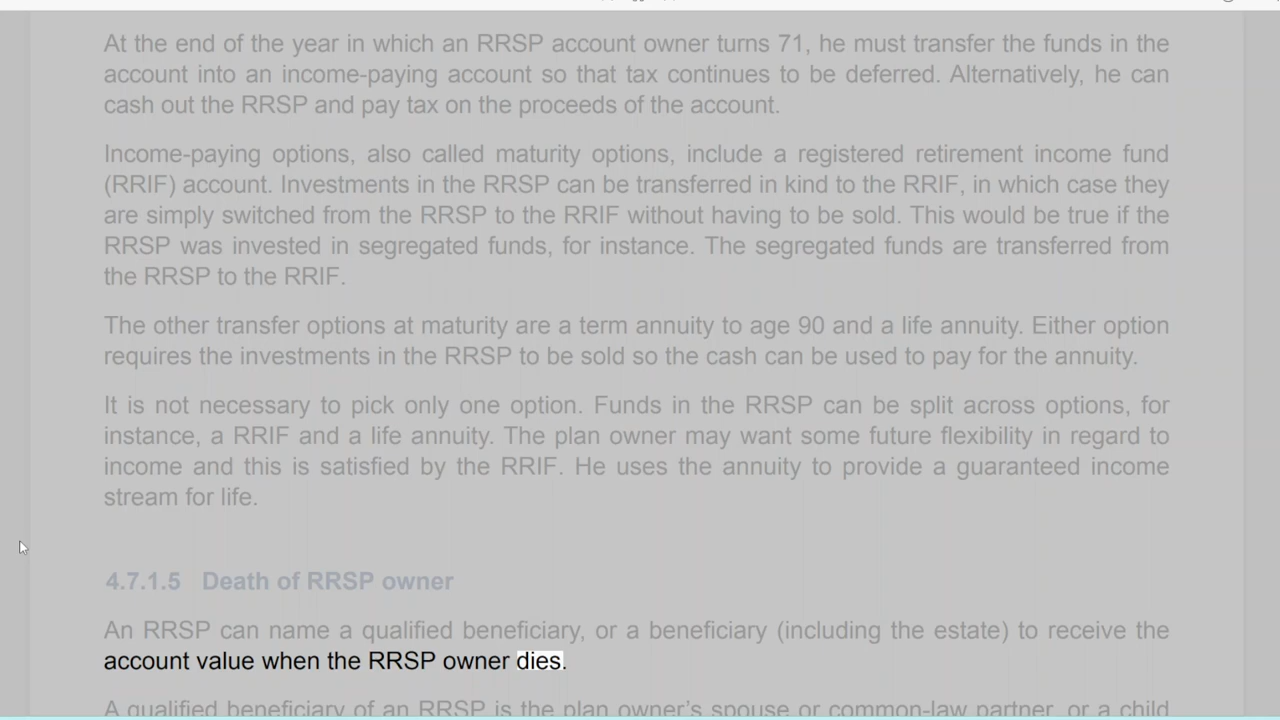 At the end of the year in which an RRSP account owner turns 71, he must transfer the funds in the
account into an income-paying account so that tax continues to be deferred. Alternatively, he can
cash out the RRSP and pay tax on the proceeds of the account.
Income-paying options, also called maturity options, include a registered retirement income fund
(RRIF) account. Investments in the RRSP can be transferred in kind to the RRIF, in which case they
are simply switched from the RRSP to the RRIF without having to be sold. This would be true if the
RRSP was invested in segregated funds, for instance. The segregated funds are transferred from
the RRSP to the RRIF.
The other transfer options at maturity are a term annuity to age 90 and a life annuity. Either option
requires the investments in the RRSP to be sold so the cash can be used to pay for the annuity.
It is not necessary to pick only one option. Funds in the RRSP can be split across options, for
instance, a RRIF and a life annuity. The plan owner may want some future flexibility in regard to
income and this is satisfied by the RRIF. He uses the annuity to provide a guaranteed income
stream for life.
4.7.1.5 Death of RRSP owner
An RRSP can name a qualified beneficiary, or a beneficiary (including the estate) to receive the
account value when the RRSP owner dies.
A qualified beneficiary of an RRSP is the plan owner's spouse or common-law partner, or a child